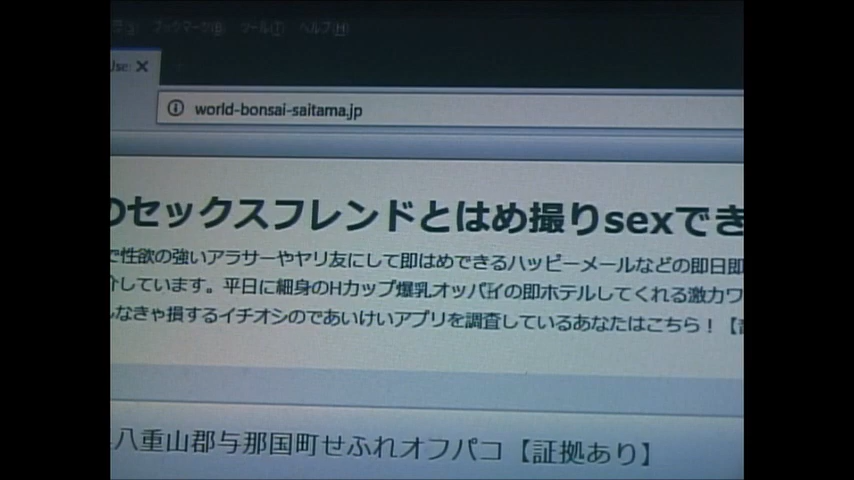 ブックマーク(B) ツール(T) ヘルプ(H)
Use
world-bonsai-saitama.jp
のセックスフレンドとはめ撮りsexでき
で性欲の強いアラサーやヤリ友にして即はめできるハッピーメールなどの即日即
介しています。平日に細身のHカップ爆乳オッパイの即ホテルしてくれる激カワ
しなきゃ損するイチオシのであいけいアプリを調査しているあなたはこちら!【
八重山郡与那国町せふれオフパコ【証拠あり】